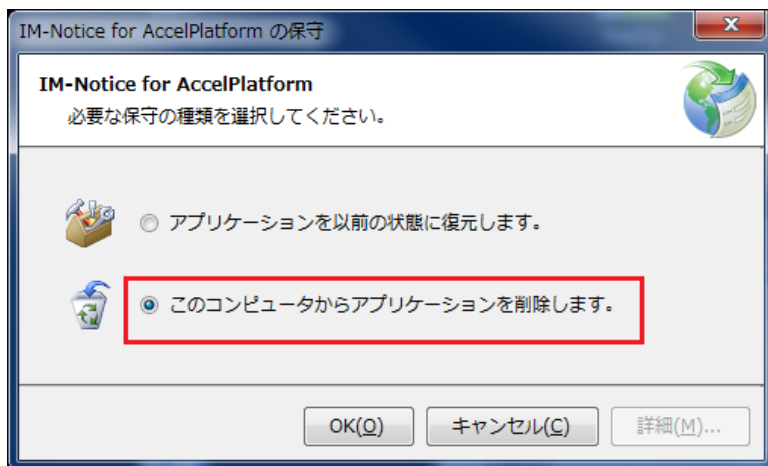 IM-Notice for AccelPlatform の保守
IM-Notice for AccelPlatform
必要な保守の種類を選択してください。
アプリケーションを以前の状態に復元します。
このコンピュータからアプリケーションを削除します。
OK(O)
キャンセル(C)
詳細(M)...